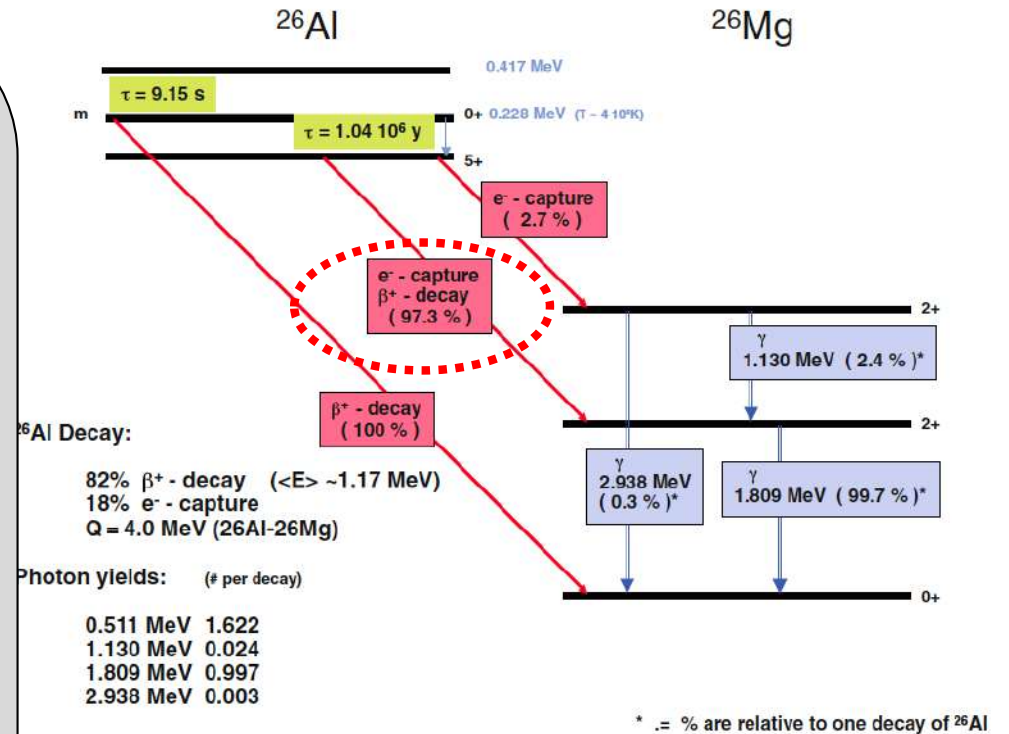 ²⁶Al
²⁶Mg
0.417 MeV
τ = 9.15 s
m
0+ 0.228 MeV (T ~ 4 10⁸K)
τ = 1.04 10⁶ y
5+
e⁻ - capture
( 2.7 % )
e⁻ - capture
β⁺ - decay
( 97.3 % )
2+
γ
1.130 MeV ( 2.4 % )*
β⁺ - decay
( 100 % )
2+
²⁶Al Decay:
γ
2.938 MeV
( 0.3 % )*
γ
1.809 MeV ( 99.7 % )*
82% β⁺ - decay (<E> ~1.17 MeV)
18% e⁻ - capture
Q = 4.0 MeV (26Al-26Mg)
Photon yields: (# per decay)
0+
0.511 MeV 1.622
1.130 MeV 0.024
1.809 MeV 0.997
2.938 MeV 0.003
* .= % are relative to one decay of ²⁶Al